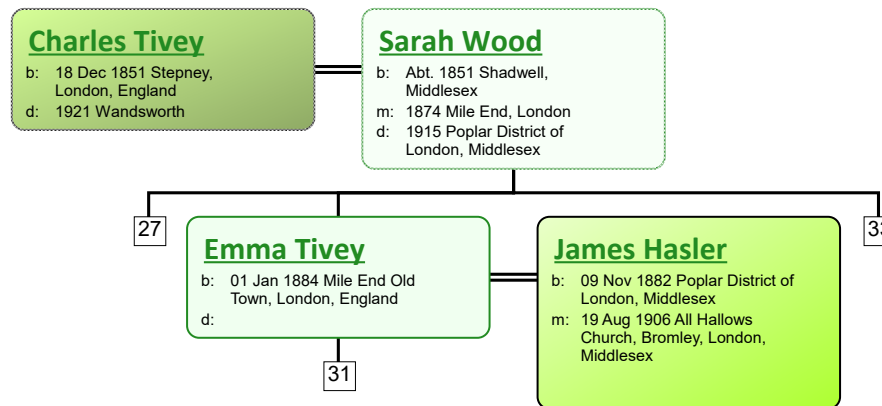 Charles Tivey
b: 18 Dec 1851 Stepney,
London, England
d: 1921 Wandsworth
Sarah Wood
b: Abt. 1851 Shadwell,
Middlesex
m: 1874 Mile End, London
d: 1915 Poplar District of
London, Middlesex
27
33
Emma Tivey
b: 01 Jan 1884 Mile End Old
Town, London, England
d:
James Hasler
b: 09 Nov 1882 Poplar District of
London, Middlesex
m: 19 Aug 1906 All Hallows
Church, Bromley, London,
Middlesex
31